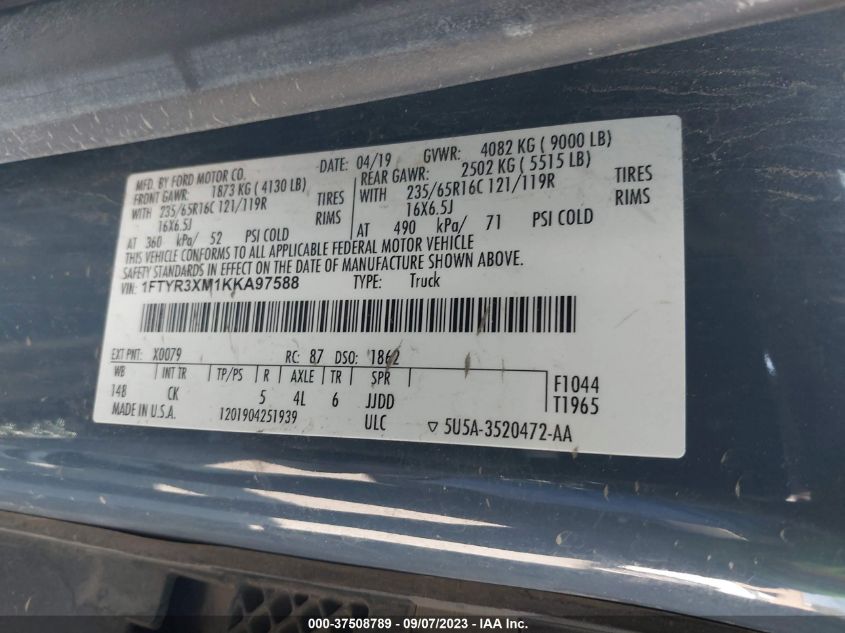 MFD. BY FORD MOTOR CO.
DATE: 04/19 GVWR: 4082 KG ( 9000 LB)
FRONT GAWR: 1873 KG ( 4130 LB) REAR GAWR: 2502 KG ( 5515 LB)
WITH 235/65R16C 121/119R TIRES WITH 235/65R16C 121/119R TIRES
16X6.5J RIMS 16X6.5J RIMS
AT 360 kPa/ 52 PSI COLD AT 490 kPa/ 71 PSI COLD
THIS VEHICLE CONFORMS TO ALL APPLICABLE FEDERAL MOTOR VEHICLE
SAFETY STANDARDS IN EFFECT ON THE DATE OF MANUFACTURE SHOWN ABOVE.
VIN: 1FTYR3XM1KKA97588 TYPE: Truck
EXT PNT: X0079 RC: 87 DSO: 1862
WB INT TR TP/PS R AXLE TR SPR F1044
148 CK 5 4L 6 JJDD T1965
MADE IN U.S.A. 1201904251939 ULC ▽ 5U5A-3520472-AA
000-37508789 - 09/07/2023 - IAAI.COM